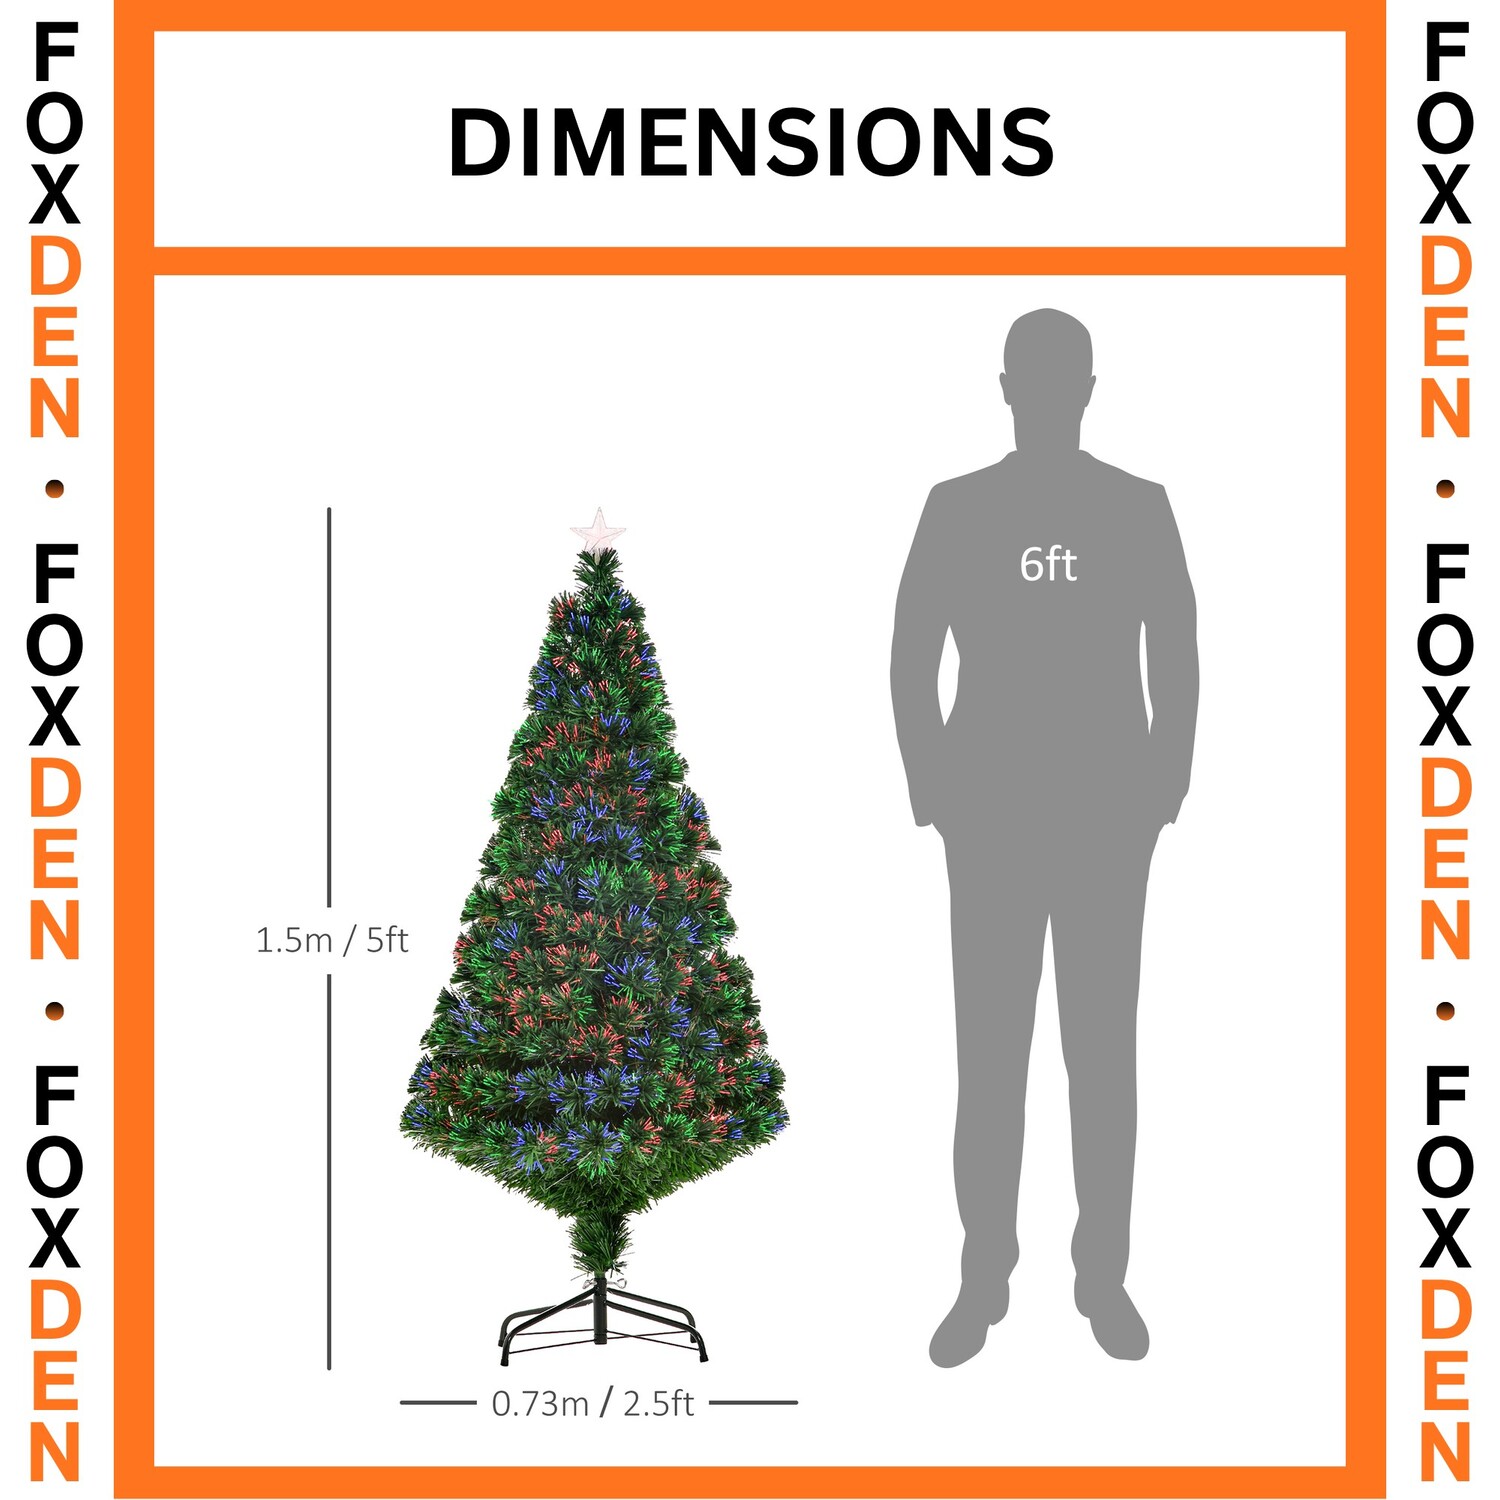 FOXDEN • FOXDEN • FOXDEN
DIMENSIONS
6ft
1.5m / 5ft
0.73m / 2.5ft
FOXDEN • FOXDEN • FOXDEN